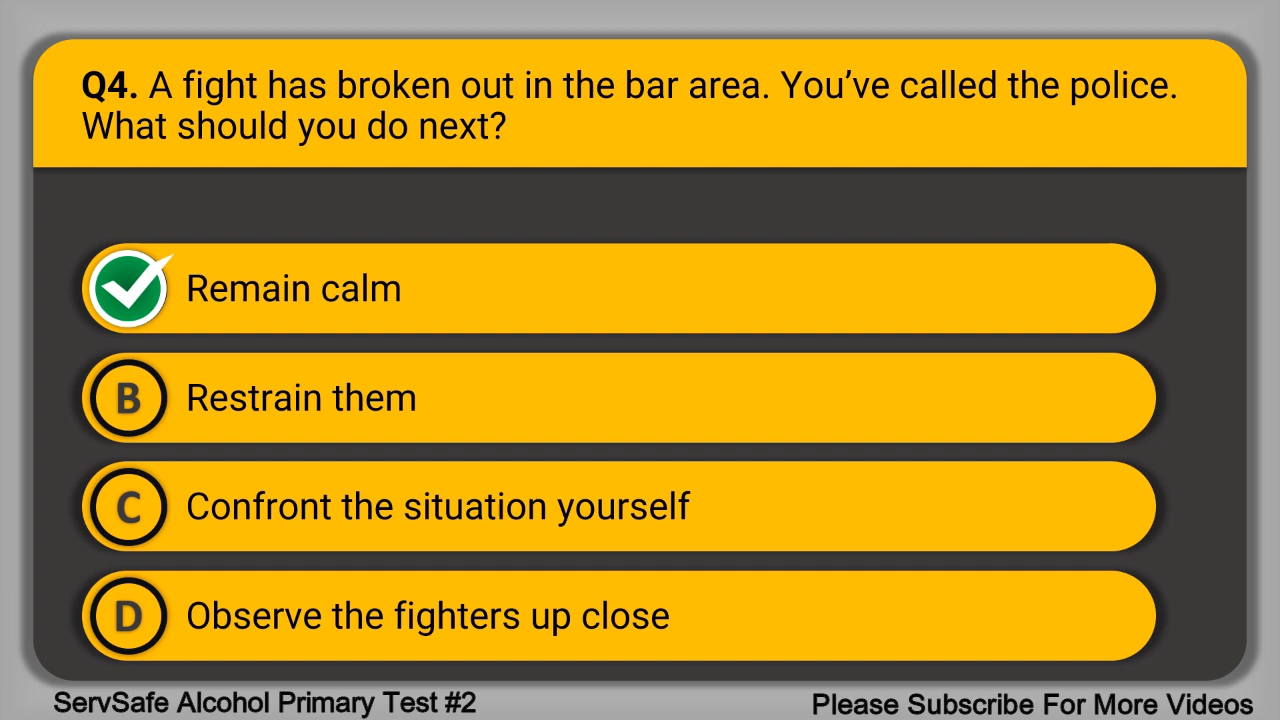 Q4. A fight has broken out in the bar area. You’ve called the police.
What should you do next?
Remain calm
B Restrain them
C Confront the situation yourself
D Observe the fighters up close
ServSafe Alcohol Primary Test #2
Please Subscribe For More Videos